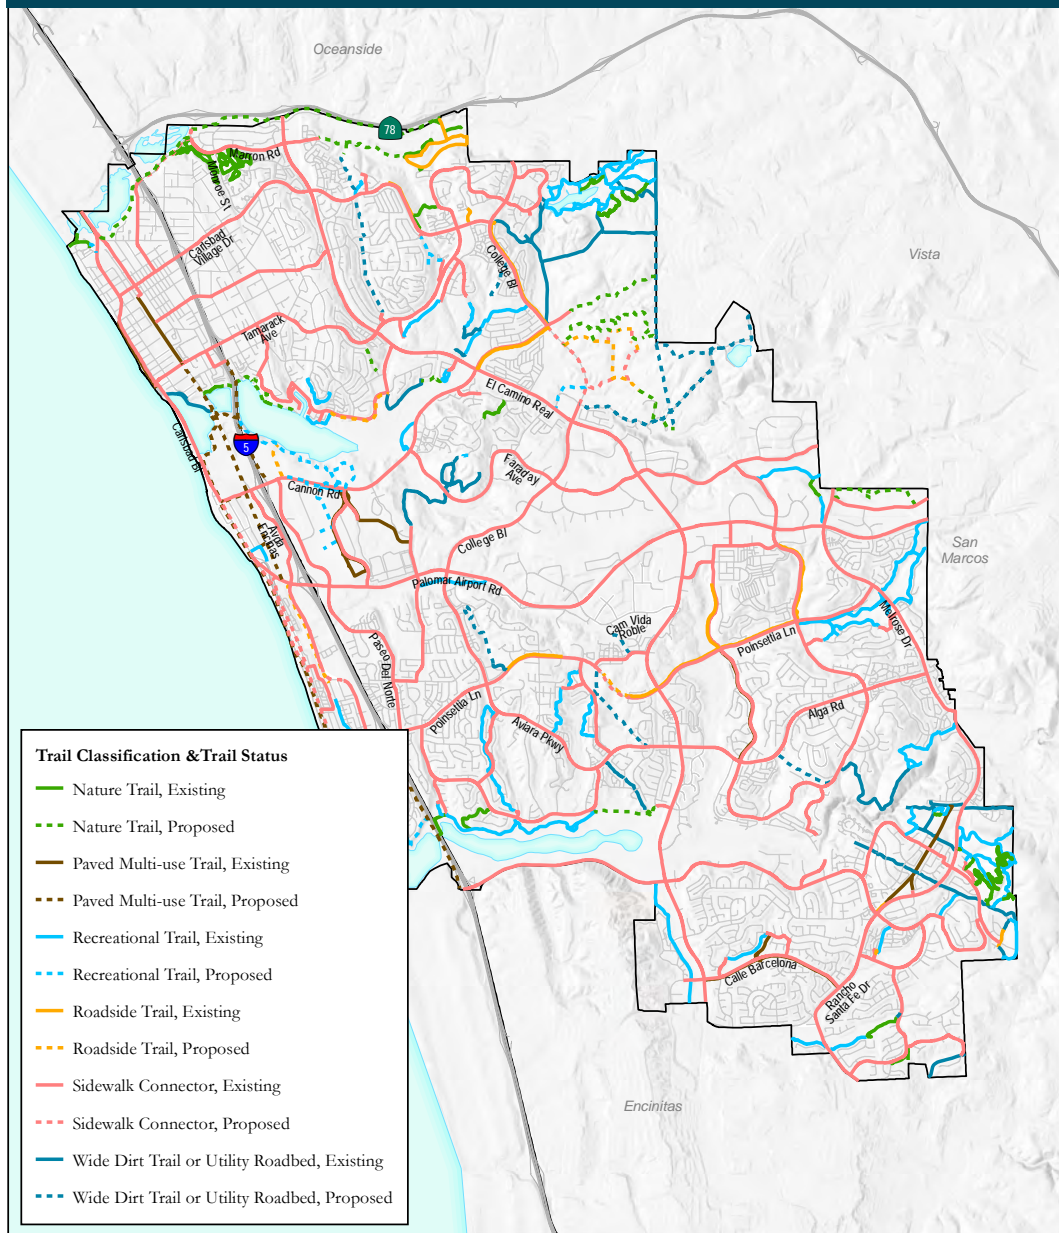 Oceanside
78
Marron Rd
Monroe St
Carlsbad
Village Dr
Vista
College Bl
Tamarack
Ave
El Camino Real
Carlsbad Bl
5
Faraday
Ave
Cannon Rd
Avda
Encinas
College Bl
San
Marcos
Palomar Airport Rd
Melrose Dr
Cam Vida
Roble
Poinsettia Ln
Paseo Del Norte
Poinsettia Ln
Alga Rd
Aviara Pkwy
Trail Classification &Trail Status
Nature Trail, Existing
Nature Trail, Proposed
Paved Multi-use Trail, Existing
Paved Multi-use Trail, Proposed
Recreational Trail, Existing
Recreational Trail, Proposed
Roadside Trail, Existing
Roadside Trail, Proposed
Sidewalk Connector, Existing
Sidewalk Connector, Proposed
Wide Dirt Trail or Utility Roadbed, Existing
Wide Dirt Trail or Utility Roadbed, Proposed
Calle Barcelona
Rancho
Santa Fe Dr
Encinitas